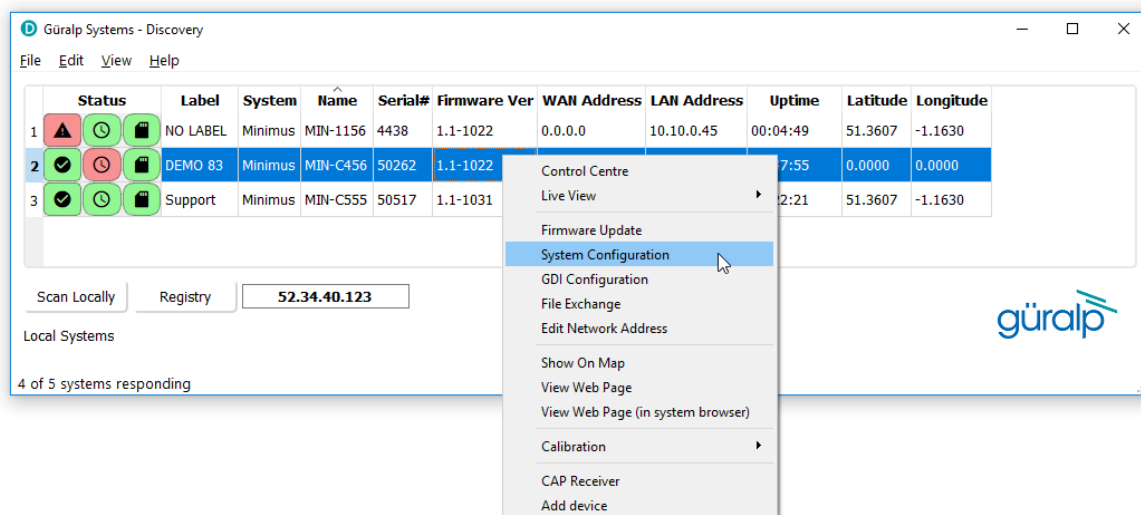 Güralp Systems - Discovery
File Edit View Help
Status Label System Name Serial# Firmware Ver WAN Address LAN Address Uptime Latitude Longitude
1 NO LABEL Minimus MIN-1156 4438 1.1-1022 0.0.0.0 10.10.0.45 00:04:49 51.3607 -1.1630
2 DEMO 83 Minimus MIN-C456 50262 1.1-1022 7:55 0.0000 0.0000
3 Support Minimus MIN-C555 50517 1.1-1031 2:21 51.3607 -1.1630
Control Centre
Live View
Firmware Update
System Configuration
GDI Configuration
File Exchange
Edit Network Address
Show On Map
View Web Page
View Web Page (in system browser)
Calibration
CAP Receiver
Add device
Scan Locally Registry 52.34.40.123
Local Systems
güralp
4 of 5 systems responding